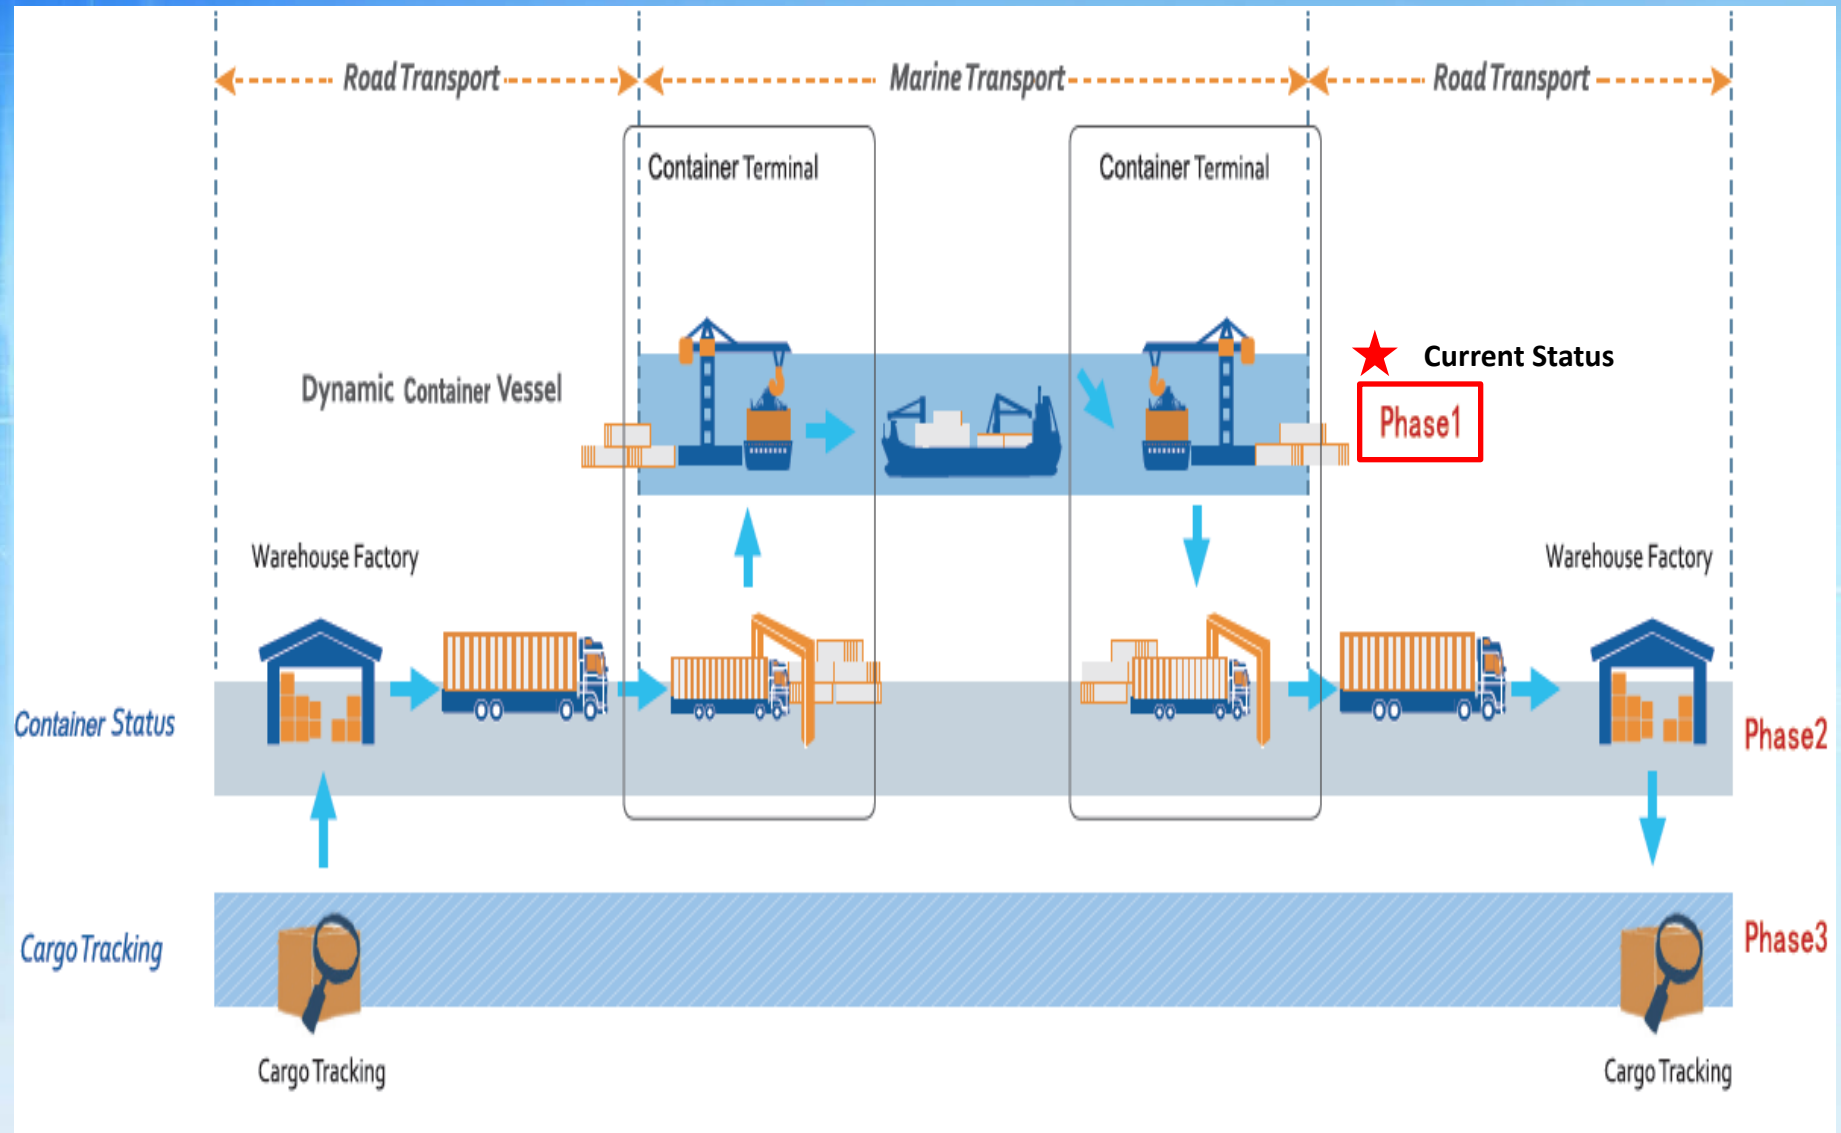 Road Transport
Marine Transport
Road Transport
Container Terminal
Container Terminal
Current Status
Dynamic Container Vessel
Phase1
Warehouse Factory
Warehouse Factory
Container Status
Phase2
Cargo Tracking
Phase3
Cargo Tracking
Cargo Tracking